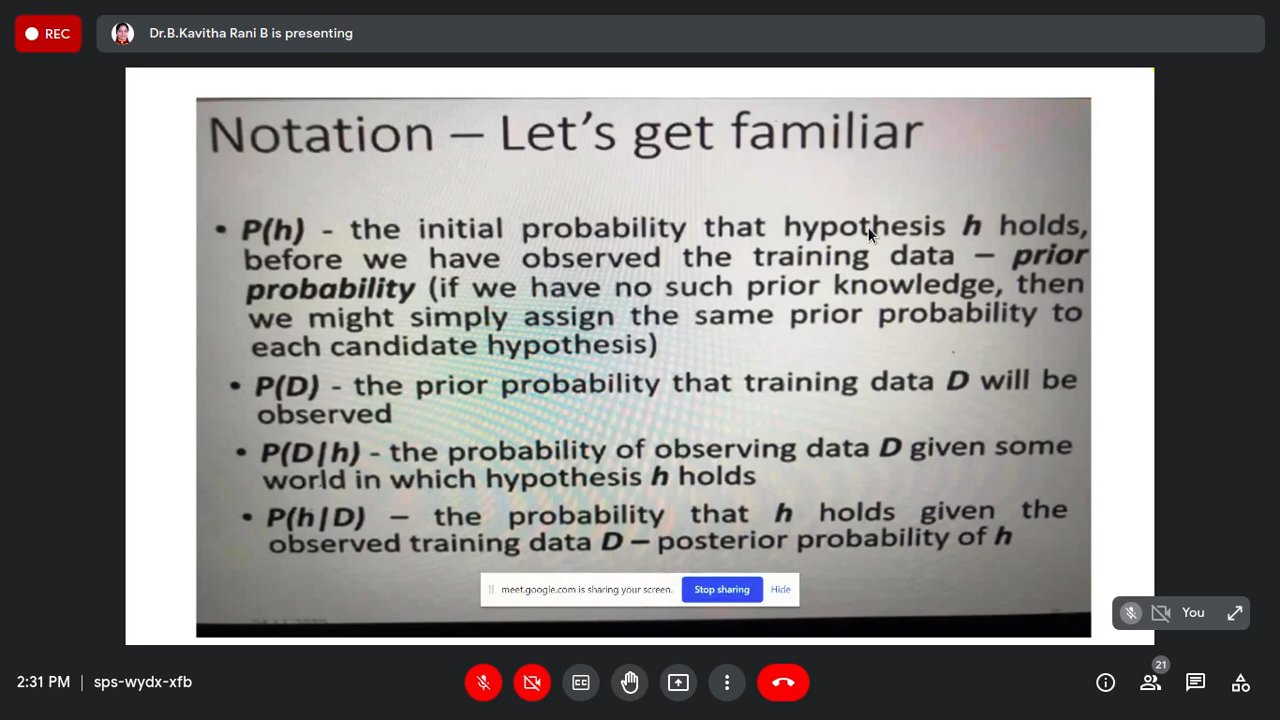 REC
Dr.B.Kavitha Rani B is presenting
Notation – Let's get familiar
• P(h) - the initial probability that hypothesis h holds,
before we have observed the training data – prior
probability (if we have no such prior knowledge, then
we might simply assign the same prior probability to
each candidate hypothesis)
• P(D) - the prior probability that training data D will be
observed
• P(D|h) - the probability of observing data D given some
world in which hypothesis h holds
• P(h|D) – the probability that h holds given the
observed training data D – posterior probability of h
meet.google.com is sharing your screen. Stop sharing Hide
You
21
2:31 PM | sps-wydx-xfb
CC